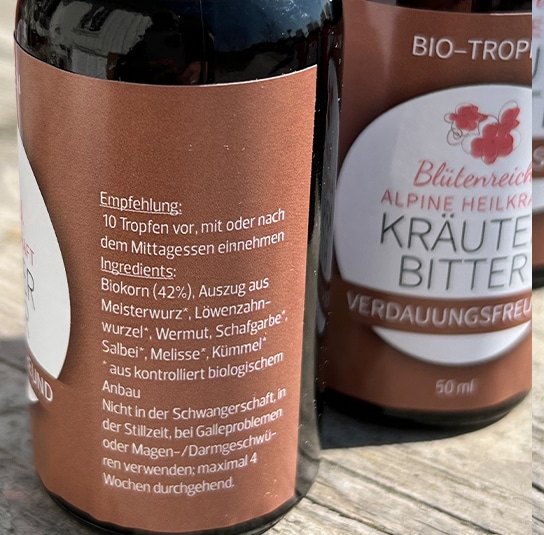 Empfehlung:
10 Tropfen vor, mit oder nach
dem Mittagessen einnehmen
Ingredients:
Biokorn (42%), Auszug aus
Meisterwurz*, Löwenzahn-
wurzel*, Wermut, Schafgarbe*,
Salbei*, Melisse*, Kümmel*
*aus kontrolliert biologischem
Anbau
Nicht in der Schwangerschaft, in
der Stillzeit, bei Galleproblemen
oder Magen-/Darmgeschwü-
ren verwenden; maximal 4
Wochen durchgehend.
BIO-TROP
Blütenreich
ALPINE HEILKRA
KRÄUTE
BITTER
VERDAUUNGSFREU
50 ml